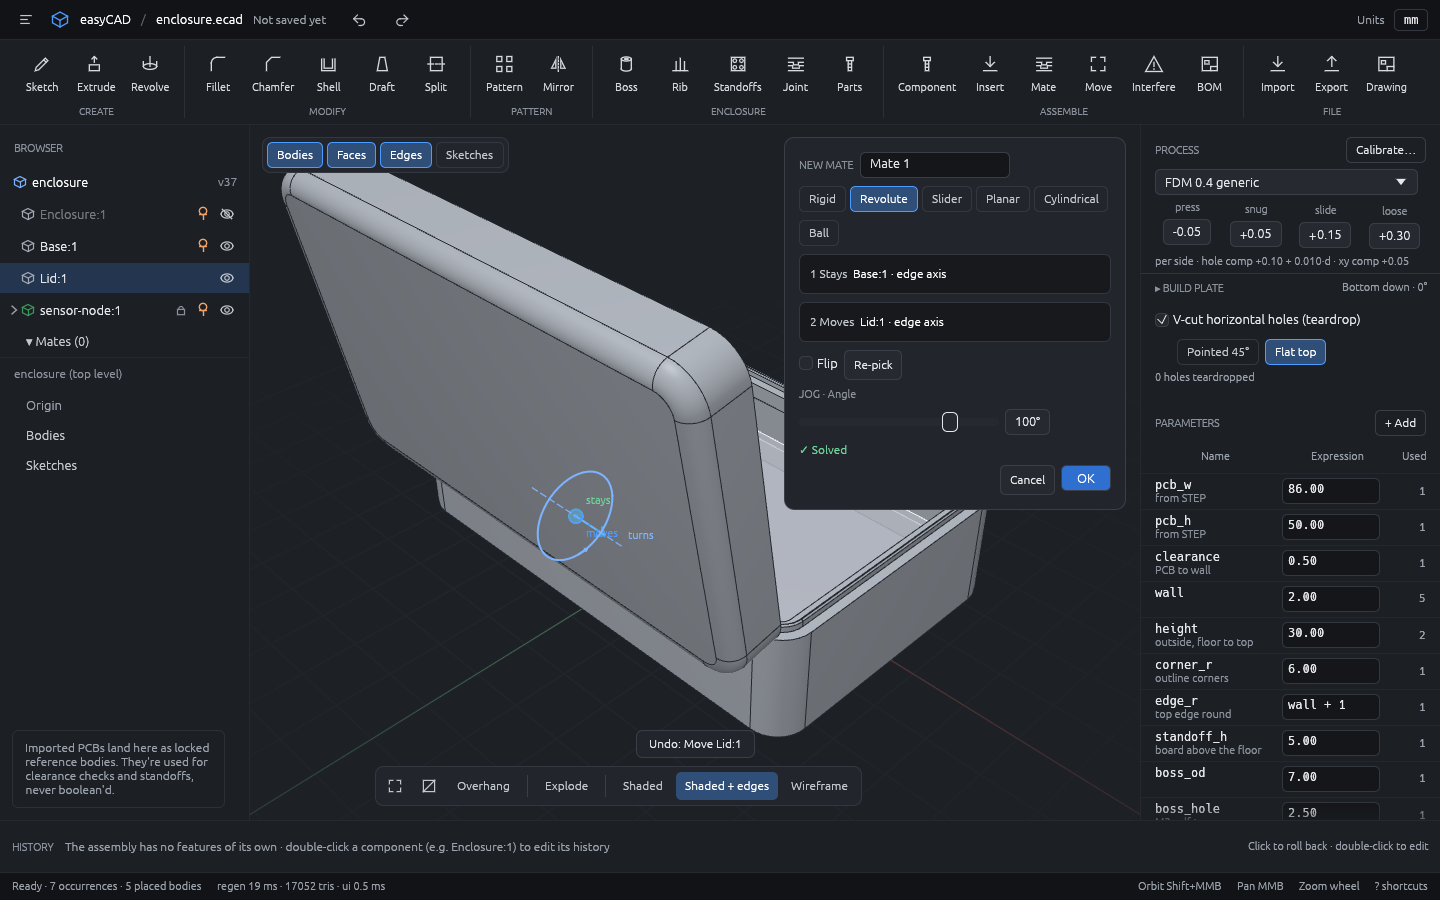 easyCAD / enclosure.ecad Not saved yet
Units mm
Sketch Extrude Revolve Fillet Chamfer Shell Draft Split Pattern Mirror Boss Rib Standoffs Joint Parts Component Insert Mate Move Interfere BOM Import Export Drawing
CREATE MODIFY PATTERN ENCLOSURE ASSEMBLE FILE
BROWSER
enclosure v37
Enclosure:1
Base:1
Lid:1
sensor-node:1
▾ Mates (0)
enclosure (top level)
Origin
Bodies
Sketches
Imported PCBs land here as locked
reference bodies. They're used for
clearance checks and standoffs,
never boolean'd.
Bodies Faces Edges Sketches
stays
turns
Undo: Move Lid:1
Overhang Explode Shaded Shaded + edges Wireframe
NEW MATE Mate 1
Rigid Revolute Slider Planar Cylindrical
Ball
1 Stays Base:1 · edge axis
2 Moves Lid:1 · edge axis
Flip Re-pick
JOG · Angle
100°
✓ Solved
Cancel OK
PROCESS Calibrate...
FDM 0.4 generic
press snug slide loose
-0.05 +0.05 +0.15 +0.30
per side · hole comp +0.10 + 0.010·d · xy comp +0.05
▸ BUILD PLATE Bottom down · 0°
V-cut horizontal holes (teardrop)
Pointed 45° Flat top
0 holes teardropped
PARAMETERS + Add
Name Expression Used
pcb_w 86.00 1
from STEP
pcb_h 50.00 1
from STEP
clearance 0.50 1
PCB to wall
wall 2.00 5
height 30.00 2
outside, floor to top
corner_r 6.00 1
outline corners
edge_r wall + 1 1
top edge round
standoff_h 5.00 1
board above the floor
boss_od 7.00 1
boss_hole 2.50 1
HISTORY The assembly has no features of its own · double-click a component (e.g. Enclosure:1) to edit its history
Click to roll back · double-click to edit
Ready · 7 occurrences · 5 placed bodies regen 19 ms · 17052 tris · ui 0.5 ms
Orbit Shift+MMB Pan MMB Zoom wheel ? shortcuts